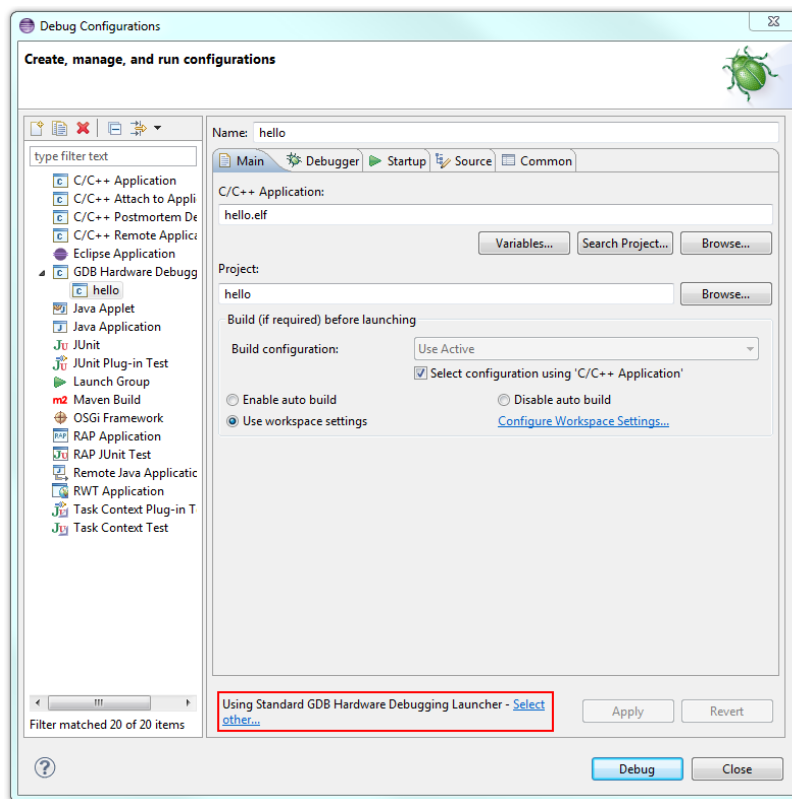 Debug Configurations
Create, manage, and run configurations
type filter text
C/C++ Application
C/C++ Attach to Appli
C/C++ Postmortem De
C/C++ Remote Applica
Eclipse Application
GDB Hardware Debugg
hello
Java Applet
Java Application
JUnit
JUnit Plug-in Test
Launch Group
Maven Build
OSGi Framework
RAP Application
RAP JUnit Test
Remote Java Applicatic
RWT Application
Task Context Plug-in T
Task Context Test
Filter matched 20 of 20 items
Name: hello
Main Debugger Startup Source Common
C/C++ Application:
hello.elf
Variables... Search Project... Browse...
Project:
hello Browse...
Build (if required) before launching
Build configuration: Use Active
Select configuration using 'C/C++ Application'
Enable auto build Disable auto build
Use workspace settings Configure Workspace Settings...
Using Standard GDB Hardware Debugging Launcher - Select
other...
Apply Revert
Debug Close